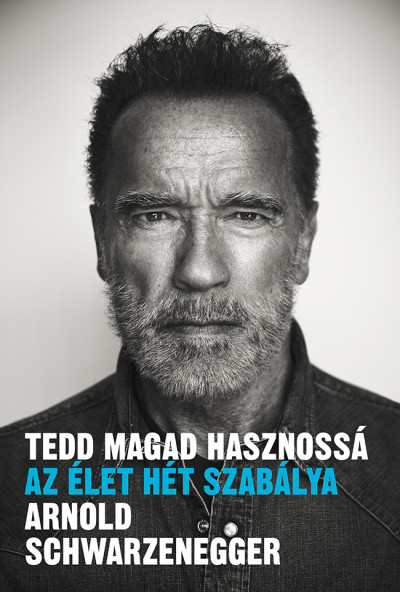 TEDD MAGAD HASZNOSSÁ
AZ ÉLET HÉT SZABÁLYA
ARNOLD
SCHWARZENEGGER